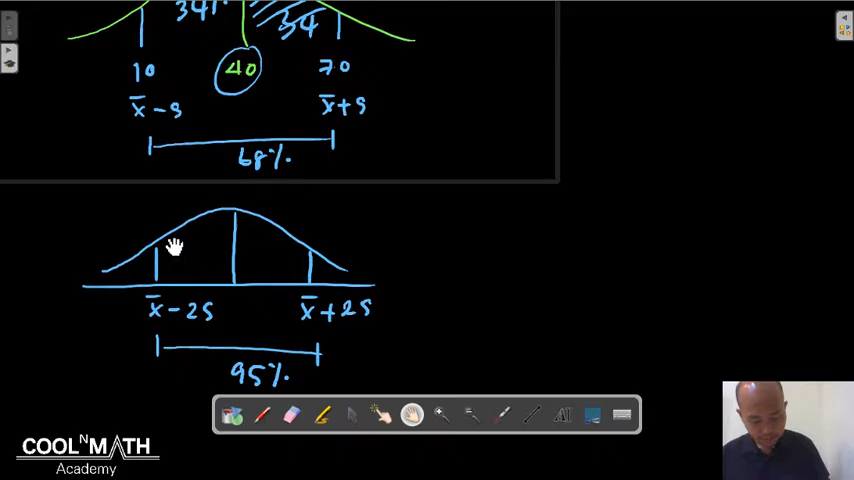 34%. 34
10 40 70
x̄ - s x̄ + s
68%.
x̄ - 2s x̄ + 2s
95%.
COOL N MATH
Academy